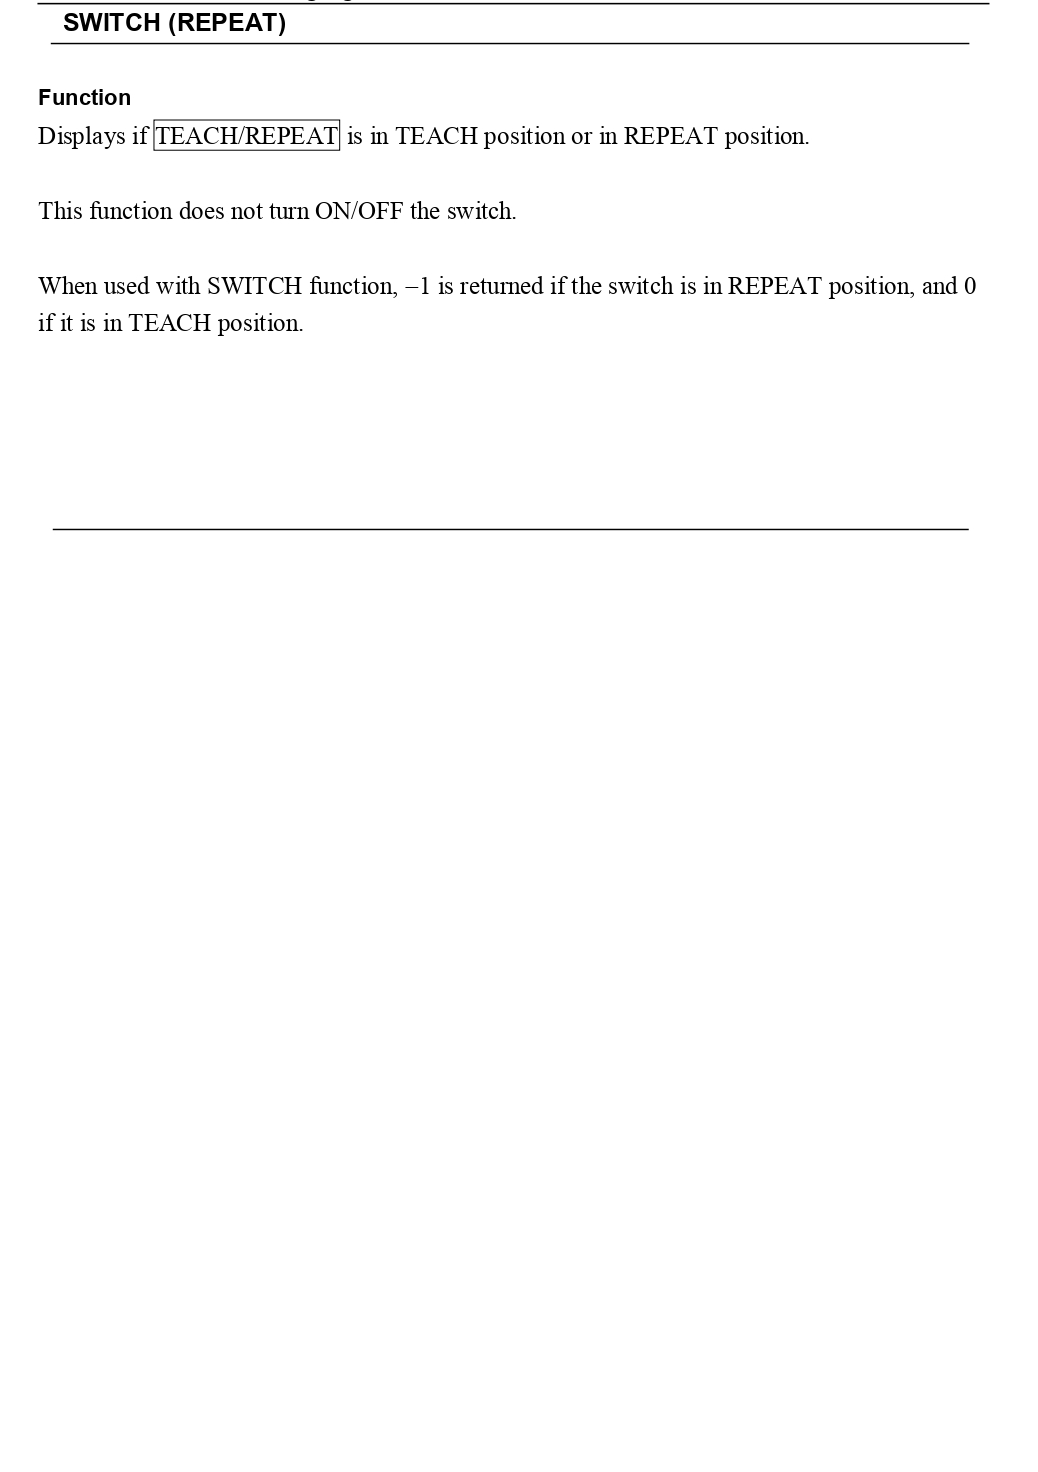 SWITCH (REPEAT)
Function
Displays if TEACH/REPEAT is in TEACH position or in REPEAT position.
This function does not turn ON/OFF the switch.
When used with SWITCH function, –1 is returned if the switch is in REPEAT position, and 0
if it is in TEACH position.